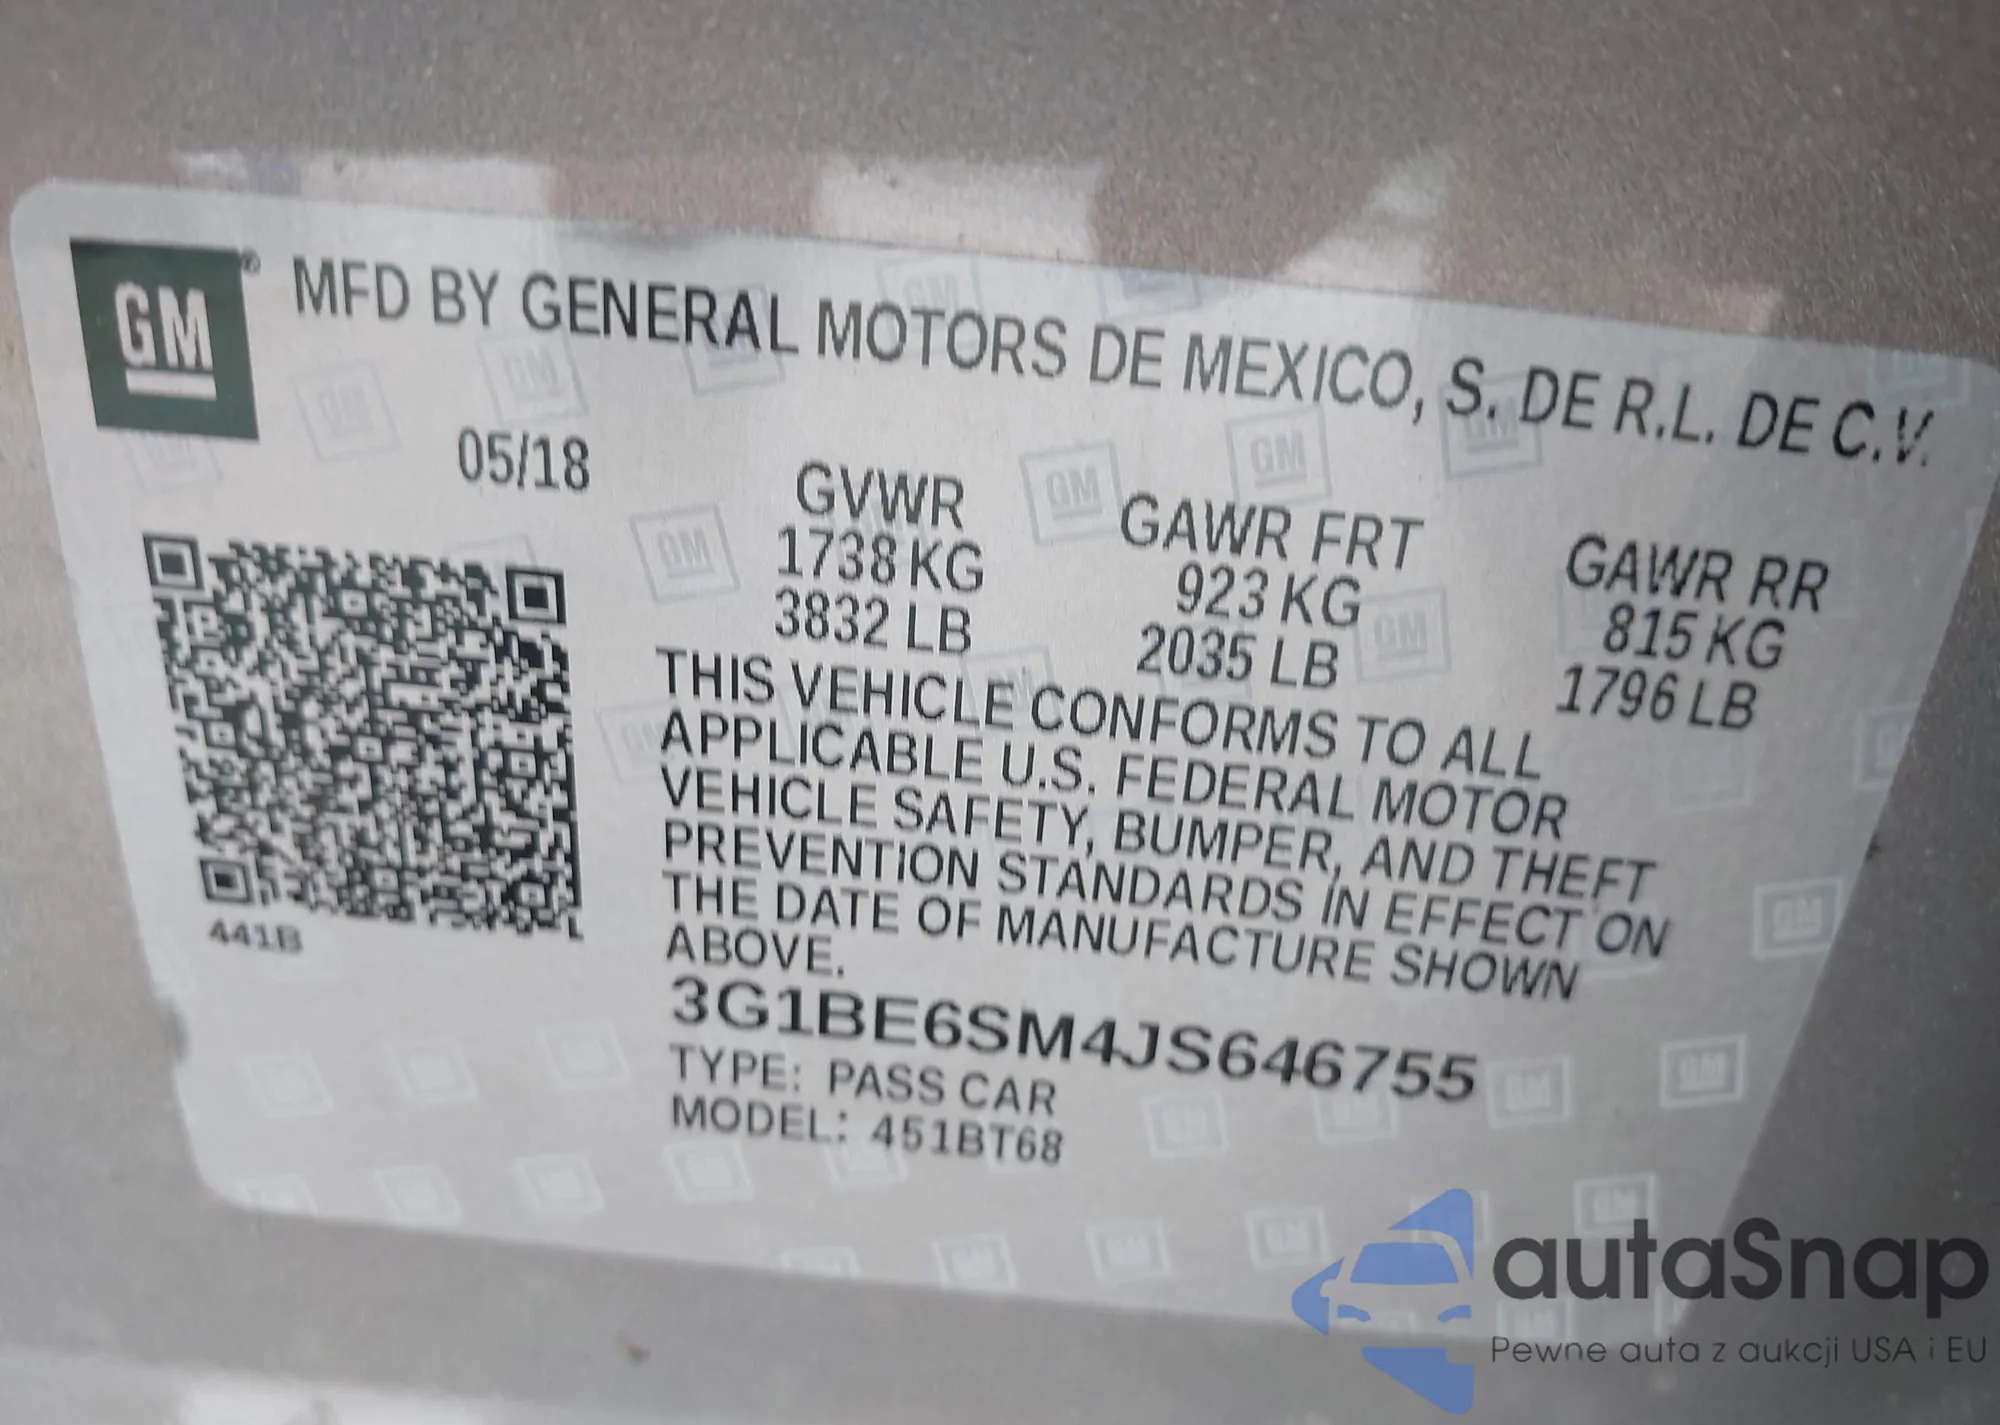 GM® MFD BY GENERAL MOTORS DE MEXICO, S. DE R.L. DE C.V.
05/18
GVWR
1738 KG
3832 LB
GAWR FRT
923 KG
2035 LB
GAWR RR
815 KG
1796 LB
THIS VEHICLE CONFORMS TO ALL
APPLICABLE U.S. FEDERAL MOTOR
VEHICLE SAFETY, BUMPER, AND THEFT
PREVENTION STANDARDS IN EFFECT ON
THE DATE OF MANUFACTURE SHOWN
ABOVE.
441B
3G1BE6SM4JS646755
TYPE: PASS CAR
MODEL: 451BT68
autaSnap
Pewne auta z aukcji USA i EU